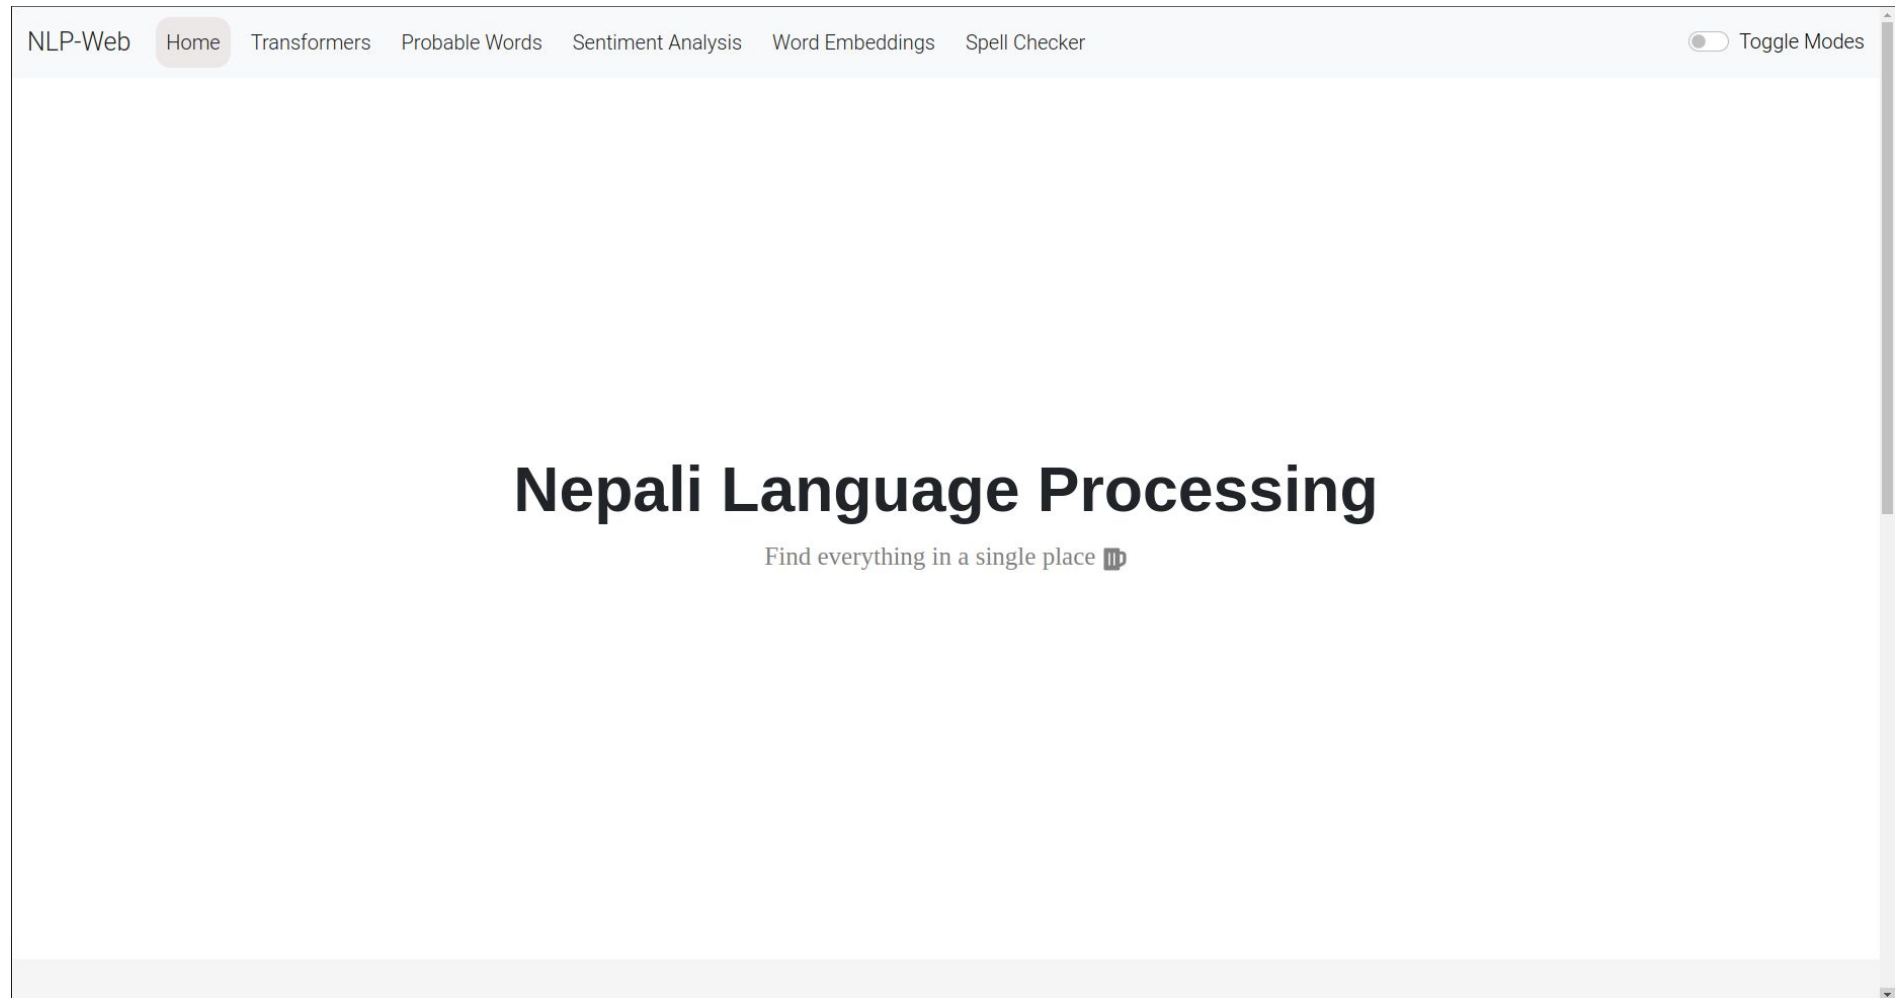 NLP-Web Home Transformers Probable Words Sentiment Analysis Word Embeddings Spell Checker Toggle Modes
Nepali Language Processing
Find everything in a single place